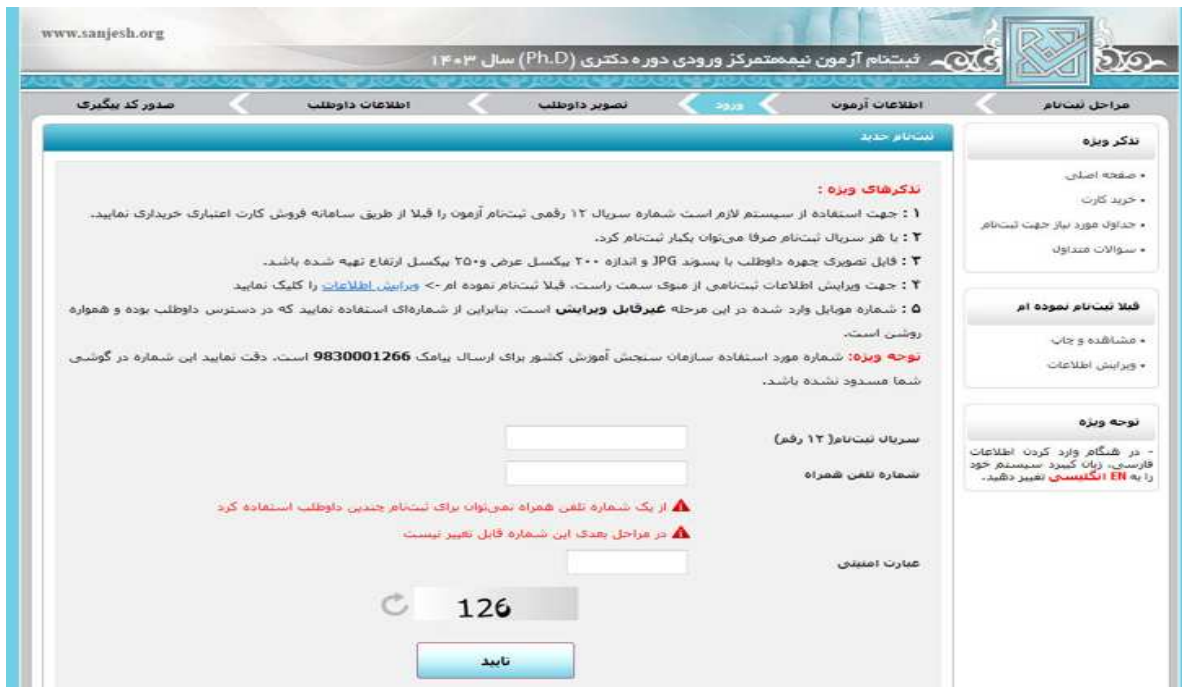 www.sanjesh.org
ثبت‌نام آزمون نیمه‌متمرکز ورودی دوره دکتری (Ph.D) سال ۱۴۰۳
مراحل ثبت‌نام
اطلاعات آزمون
ورود
تصویر داوطلب
اطلاعات داوطلب
صدور کد پیگیری
تذکر ویژه
• صفحه اصلی
• خرید کارت
• جداول مورد نیاز جهت ثبت‌نام
• سوالات متداول
قبلا ثبت‌نام نموده ام
• مشاهده و چاپ
• ویرایش اطلاعات
توجه ویژه
- در هنگام وارد کردن اطلاعات
فارسی، زبان کیبرد سیستم خود
را به EN انگلیسی تغییر دهید.
ثبت‌نام جدید
تذکرهای ویژه :
۱ : جهت استفاده از سیستم لازم است شماره سریال ۱۲ رقمی ثبت‌نام آزمون را قبلا از طریق سامانه فروش کارت اعتباری خریداری نمایید.
۲ : با هر سریال ثبت‌نام صرفا می‌توان یکبار ثبت‌نام کرد.
۳ : فایل تصویری چهره داوطلب با پسوند JPG و اندازه ۲۰۰ پیکسل عرض و۲۵۰ پیکسل ارتفاع تهیه شده باشد.
۴ : جهت ویرایش اطلاعات ثبت‌نامی از منوی سمت راست، قبلا ثبت‌نام نموده ام -> ویرایش اطلاعات را کلیک نمایید
۵ : شماره موبایل وارد شده در این مرحله غیرقابل ویرایش است، بنابراین از شماره‌ای استفاده نمایید که در دسترس داوطلب بوده و همواره
روشن است.
توجه ویژه: شماره مورد استفاده سازمان سنجش آموزش کشور برای ارسال پیامک 9830001266 است. دقت نمایید این شماره در گوشی
شما مسدود نشده باشد.
سریال ثبت‌نام( ۱۲ رقم)
شماره تلفن همراه
از یک شماره تلفن همراه نمی‌توان برای ثبت‌نام چندین داوطلب استفاده کرد
در مراحل بعدی این شماره قابل تغییر نیست
عبارت امنیتی
126
تایید